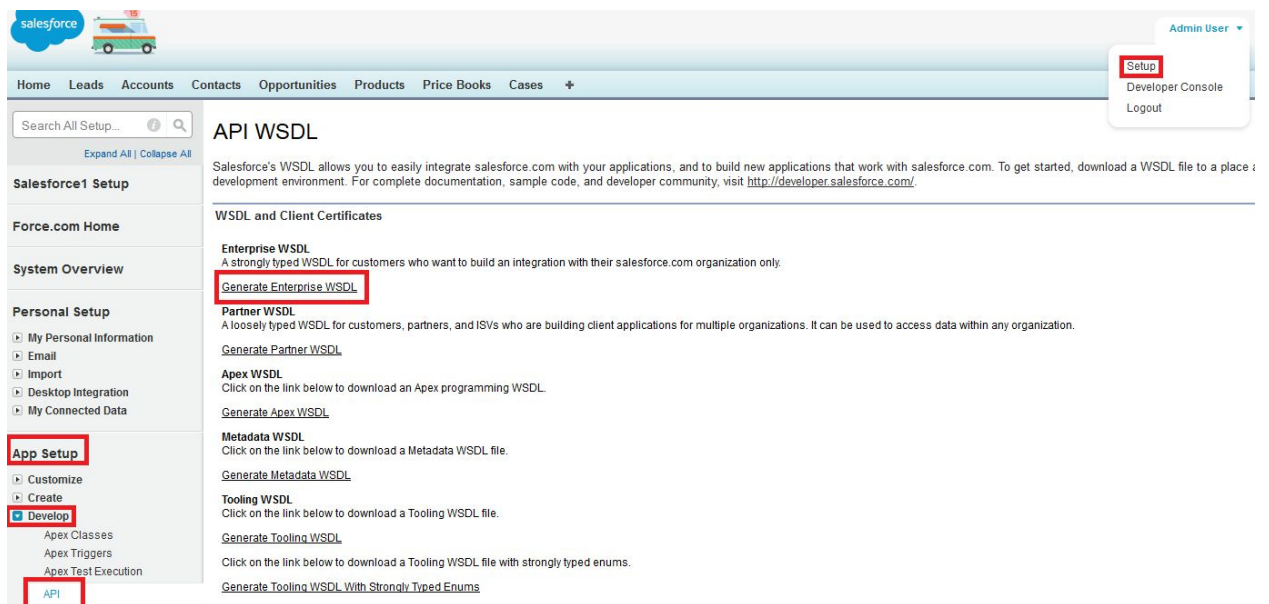 salesforce
15
Admin User
Setup
Developer Console
Logout
Home Leads Accounts Contacts Opportunities Products Price Books Cases +
Search All Setup...
Expand All | Collapse All
Salesforce1 Setup
Force.com Home
System Overview
Personal Setup
My Personal Information
Email
Import
Desktop Integration
My Connected Data
App Setup
Customize
Create
Develop
Apex Classes
Apex Triggers
Apex Test Execution
API
API WSDL
Salesforce's WSDL allows you to easily integrate salesforce.com with your applications, and to build new applications that work with salesforce.com. To get started, download a WSDL file to a place
development environment. For complete documentation, sample code, and developer community, visit http://developer.salesforce.com/.
WSDL and Client Certificates
Enterprise WSDL
A strongly typed WSDL for customers who want to build an integration with their salesforce.com organization only.
Generate Enterprise WSDL
Partner WSDL
A loosely typed WSDL for customers, partners, and ISVs who are building client applications for multiple organizations. It can be used to access data within any organization.
Generate Partner WSDL
Apex WSDL
Click on the link below to download an Apex programming WSDL.
Generate Apex WSDL
Metadata WSDL
Click on the link below to download a Metadata WSDL file.
Generate Metadata WSDL
Tooling WSDL
Click on the link below to download a Tooling WSDL file.
Generate Tooling WSDL
Click on the link below to download a Tooling WSDL file with strongly typed enums.
Generate Tooling WSDL With Strongly Typed Enums